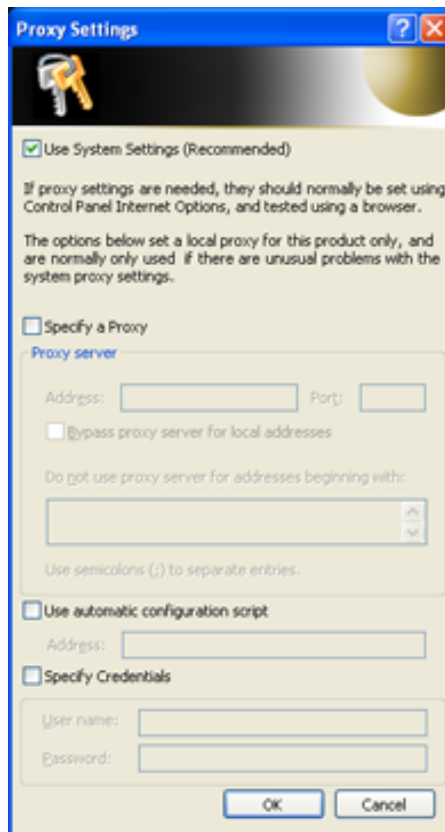 Proxy Settings
Use System Settings (Recommended)
If proxy settings are needed, they should normally be set using
Control Panel Internet Options, and tested using a browser.
The options below set a local proxy for this product only, and
are normally only used if there are unusual problems with the
system proxy settings.
Specify a Proxy
Proxy server
Address: Port:
Bypass proxy server for local addresses
Do not use proxy server for addresses beginning with:
Use semicolons (;) to separate entries.
Use automatic configuration script
Address:
Specify Credentials
User name:
Password:
OK Cancel